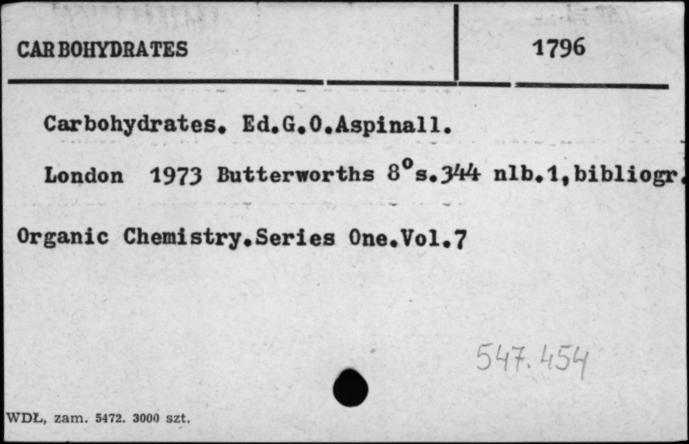 CARBOHYDRATES 1796
Carbohydrates. Ed.G.O.Aspinall.
London 1973 Butterworths 8°s.344 nlb.1,bibliogr.
Organic Chemistry.Series One.Vol.7
547.454
WDŁ, zam. 5472. 3000 szt.